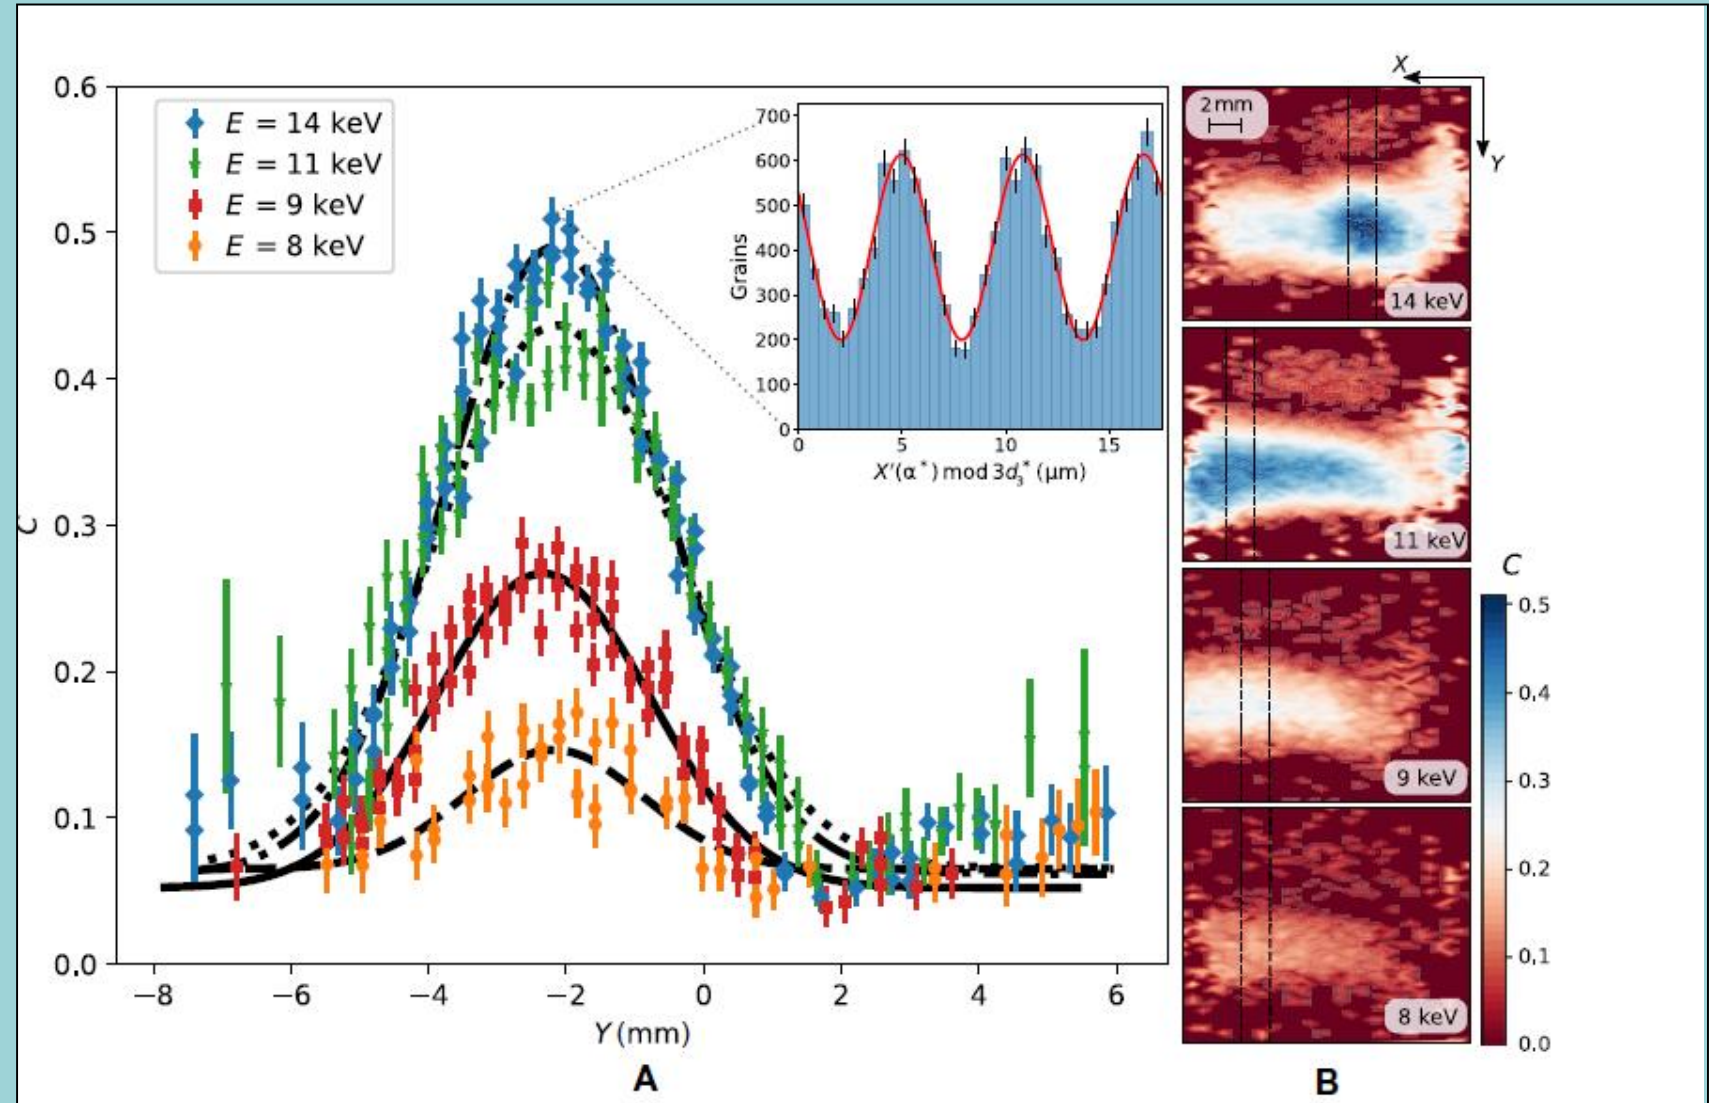 0.6
0.5
0.4
0.3
0.2
0.1
0.0
C
E = 14 keV
E = 11 keV
E = 9 keV
E = 8 keV
−8 −6 −4 −2 0 2 4 6
Y (mm)
A
700
600
500
400
300
200
100
0
Grains
0 5 10 15
X′(α*) mod 3d₃* (μm)
X
Y
2 mm
14 keV
11 keV
9 keV
8 keV
C
0.5
0.4
0.3
0.2
0.1
0.0
B